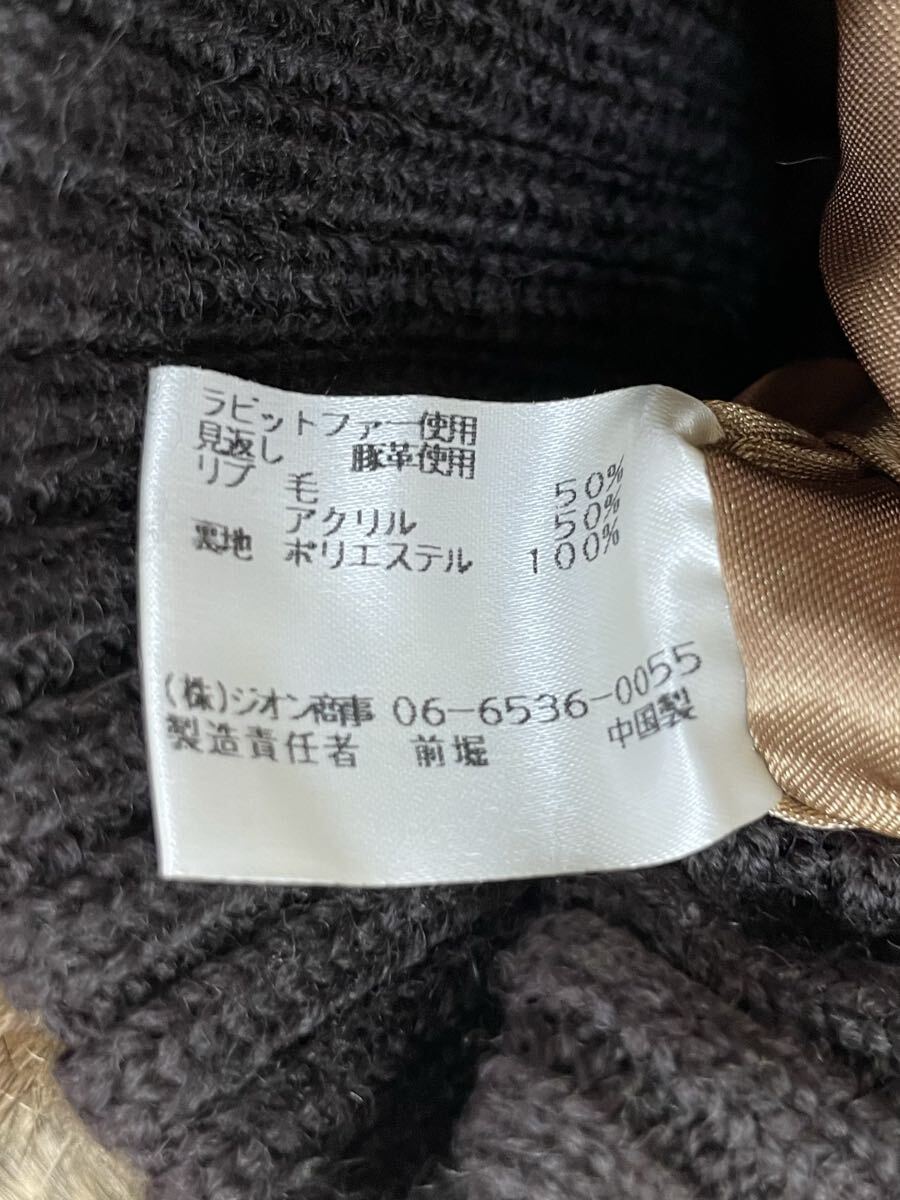 ラビットファー使用
見返し 豚革使用
リブ 毛 50%
アクリル 50%
裏地 ポリエステル 100%
(株)ジオン商事 06-6536-0055
製造責任者 前堀 中国製